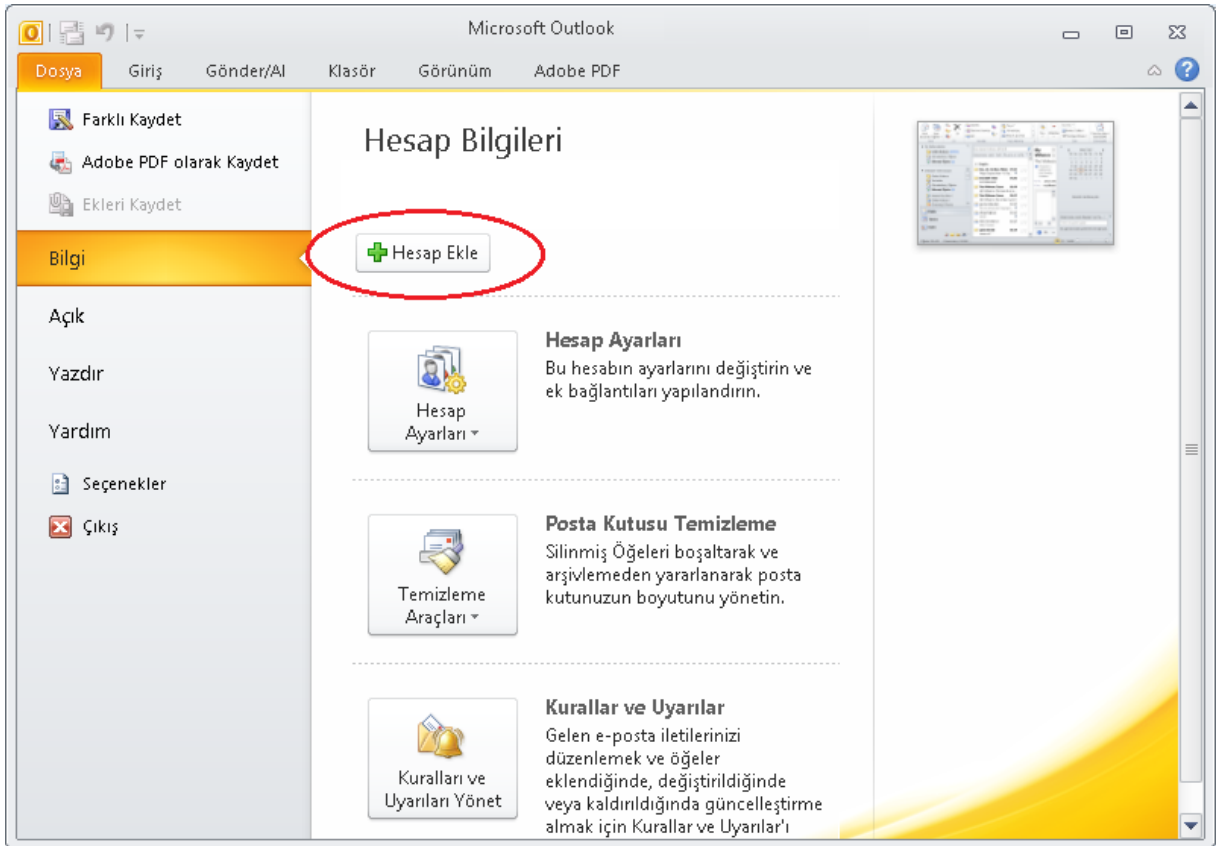 Microsoft Outlook
Dosya Giriş Gönder/Al Klasör Görünüm Adobe PDF
Farklı Kaydet
Adobe PDF olarak Kaydet
Ekleri Kaydet
Bilgi
Açık
Yazdır
Yardım
Seçenekler
Çıkış
Hesap Bilgileri
Hesap Ekle
Hesap Ayarları
Hesap Ayarları
Bu hesabın ayarlarını değiştirin ve
ek bağlantıları yapılandırın.
Temizleme
Araçları
Posta Kutusu Temizleme
Silinmiş Öğeleri boşaltarak ve
arşivlemeden yararlanarak posta
kutunuzun boyutunu yönetin.
Kuralları ve
Uyarıları Yönet
Kurallar ve Uyarılar
Gelen e-posta iletilerinizi
düzenlemek ve öğeler
eklendiğinde, değiştirildiğinde
veya kaldırıldığında güncelleştirme
almak için Kurallar ve Uyarılar'ı